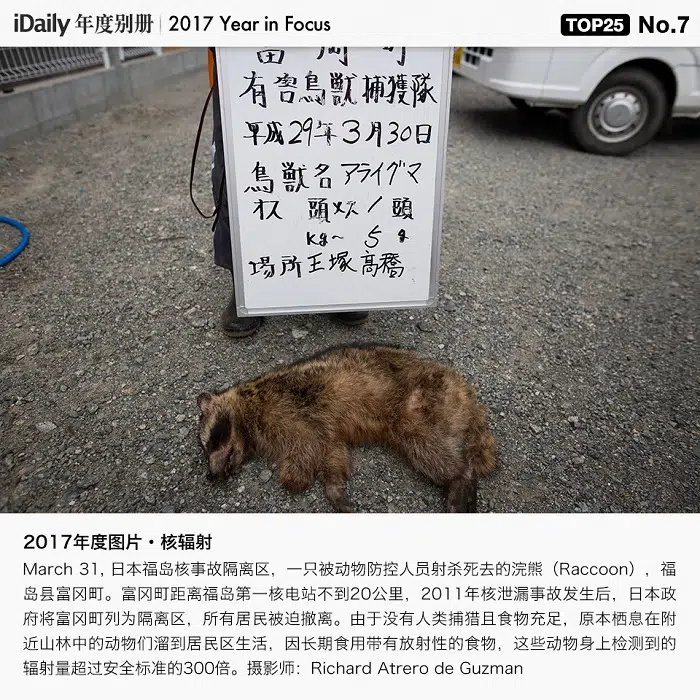 iDaily 年度别册 | 2017 Year in Focus TOP25 No.7
富岡町
有害鳥獣捕獲隊
平成29年3月30日
鳥獣名 アライグマ
オス 頭 メス 1 頭
kg~ 5
場所 王塚 高橋
2017年度图片・核辐射
March 31, 日本福岛核事故隔离区，一只被动物防控人员射杀死去的浣熊（Raccoon），福
岛县富冈町。富冈町距离福岛第一核电站不到20公里，2011年核泄漏事故发生后，日本政
府将富冈町列为隔离区，所有居民被迫撤离。由于没有人类捕猎且食物充足，原本栖息在附
近山林中的动物们溜到居民区生活，因长期食用带有放射性的食物，这些动物身上检测到的
辐射量超过安全标准的300倍。摄影师：Richard Atrero de Guzman